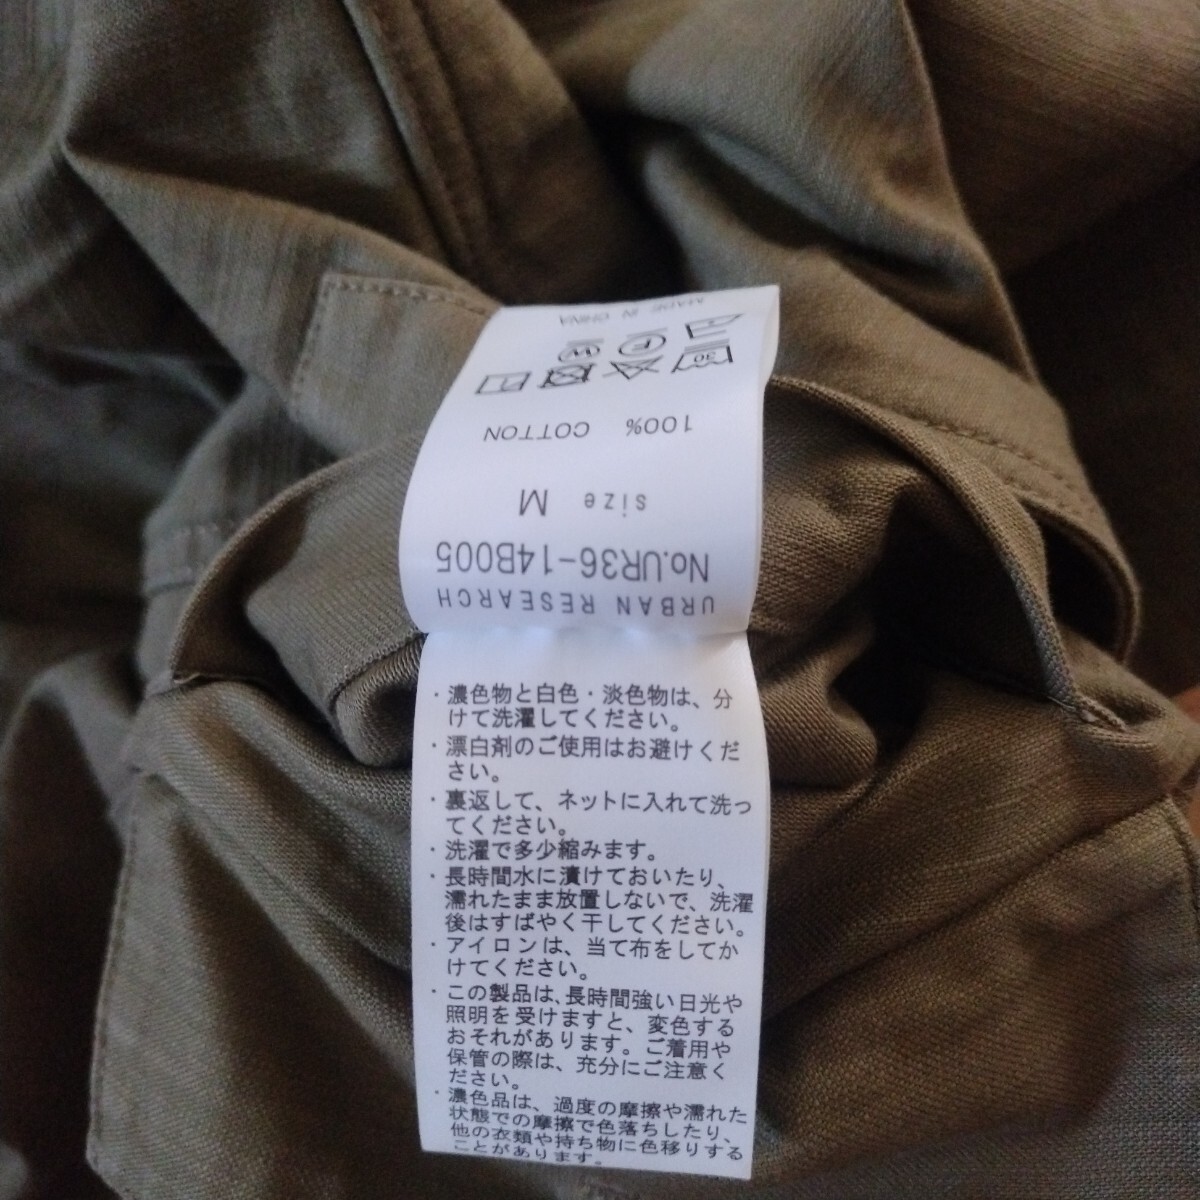 URBAN RESEARCH
No.UR36-14B005
size M
100% COTTON
30
F W
MADE IN CHINA
・濃色物と白色・淡色物は、分
けて洗濯してください。
・漂白剤のご使用はお避けくだ
さい。
・裏返して、ネットに入れて洗っ
てください。
・洗濯で多少縮みます。
・長時間水に漬けておいたり、
濡れたまま放置しないで、洗濯
後はすばやく干してください。
・アイロンは、当て布をしてか
けてください。
・この製品は、長時間強い日光や
照明を受けますと、変色する
おそれがあります。ご着用や
保管の際は、充分にご注意く
ださい。
・濃色品は、過度の摩擦や濡れた
状態での摩擦で色落ちしたり、
他の衣類や持ち物に色移りする
ことがあります。